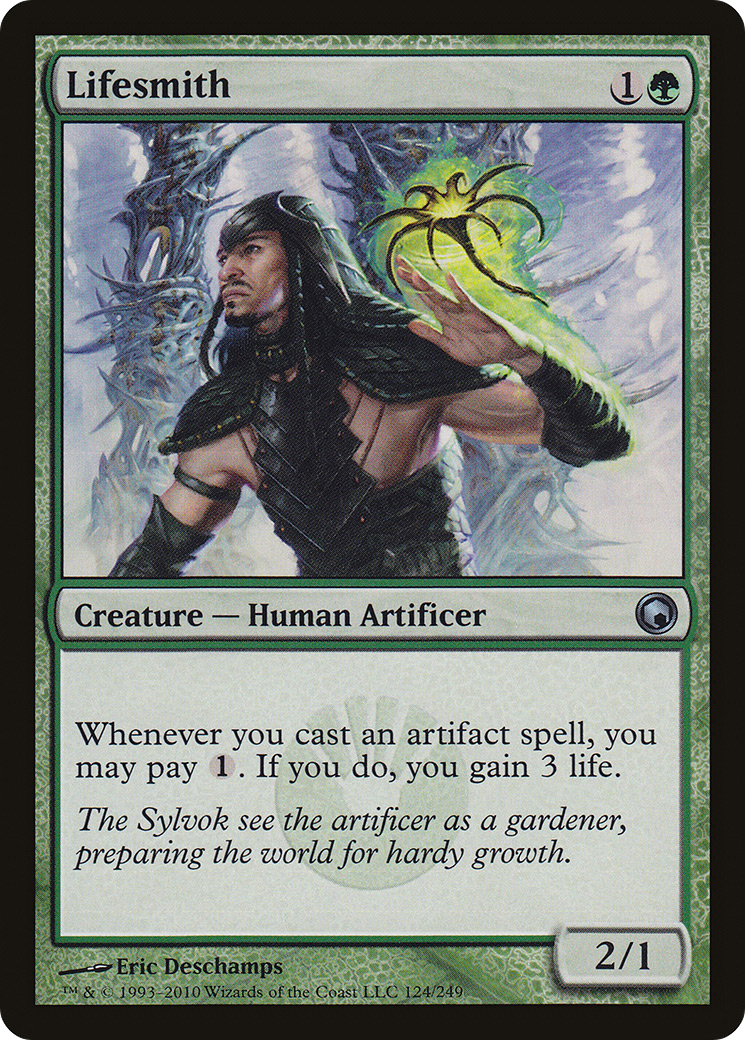 Lifesmith 1
Creature — Human Artificer
Whenever you cast an artifact spell, you
may pay 1. If you do, you gain 3 life.
The Sylvok see the artificer as a gardener,
preparing the world for hardy growth.
2/1
Eric Deschamps
™ & © 1993–2010 Wizards of the Coast LLC 124/249